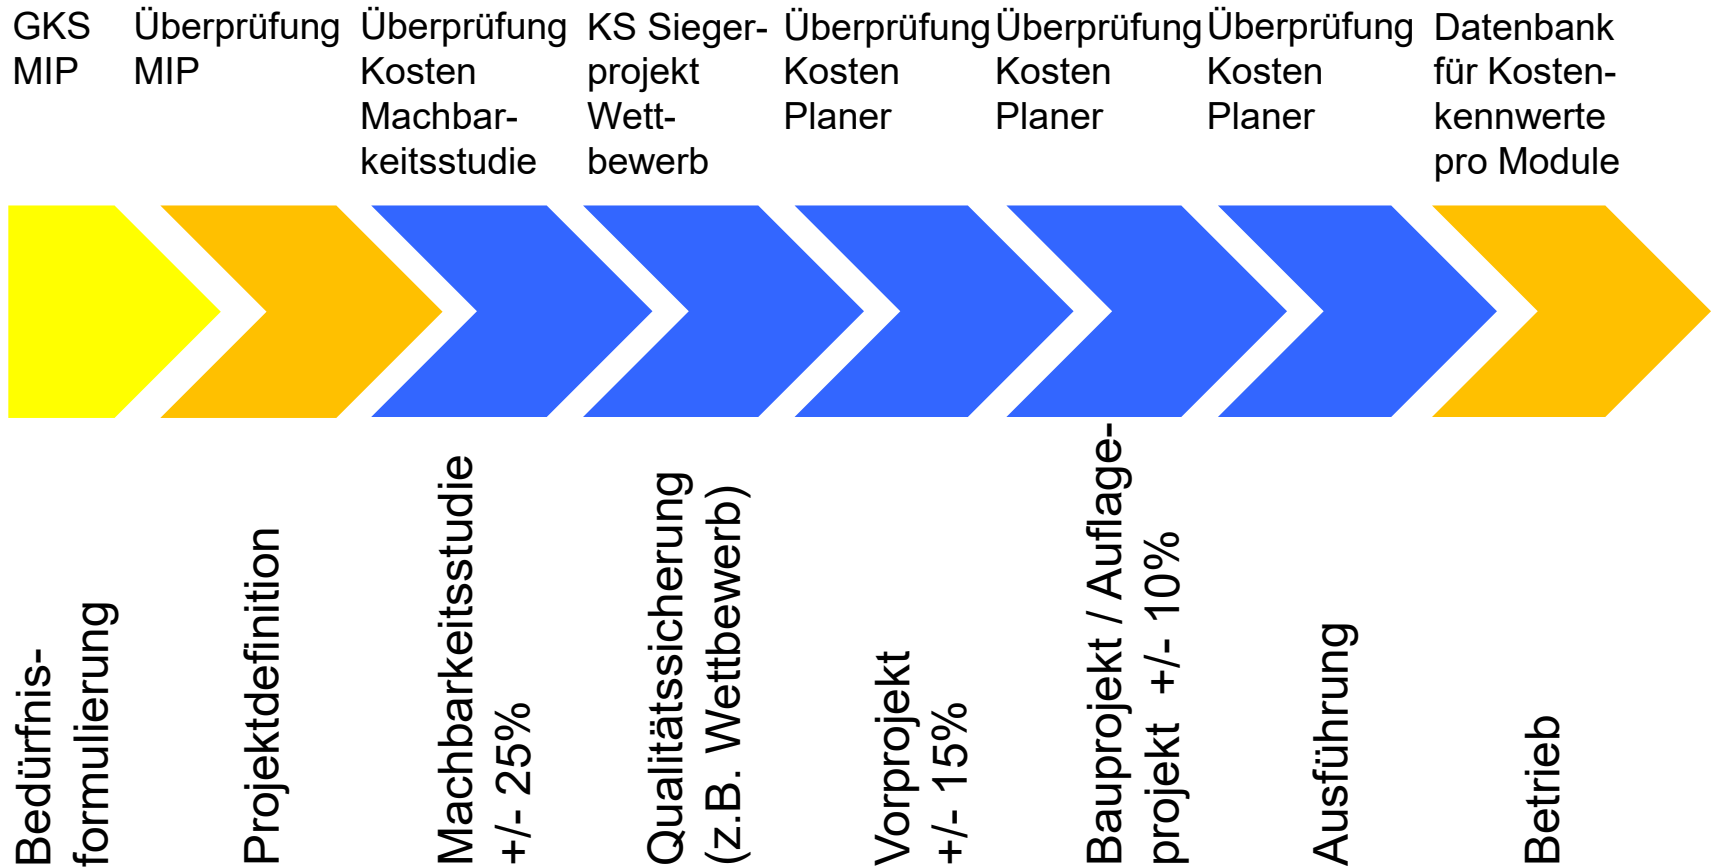 GKS
MIP
Überprüfung
MIP
Überprüfung
Kosten
Machbar-
keitsstudie
KS Sieger-
projekt
Wett-
bewerb
Überprüfung
Kosten
Planer
Überprüfung
Kosten
Planer
Überprüfung
Kosten
Planer
Datenbank
für Kosten-
kennwerte
pro Module
Bedürfnis-
formulierung
Projektdefinition
Machbarkeitsstudie
+/- 25%
Qualitätssicherung
(z.B. Wettbewerb)
Vorprojekt
+/- 15%
Bauprojekt / Auflage-
projekt +/- 10%
Ausführung
Betrieb